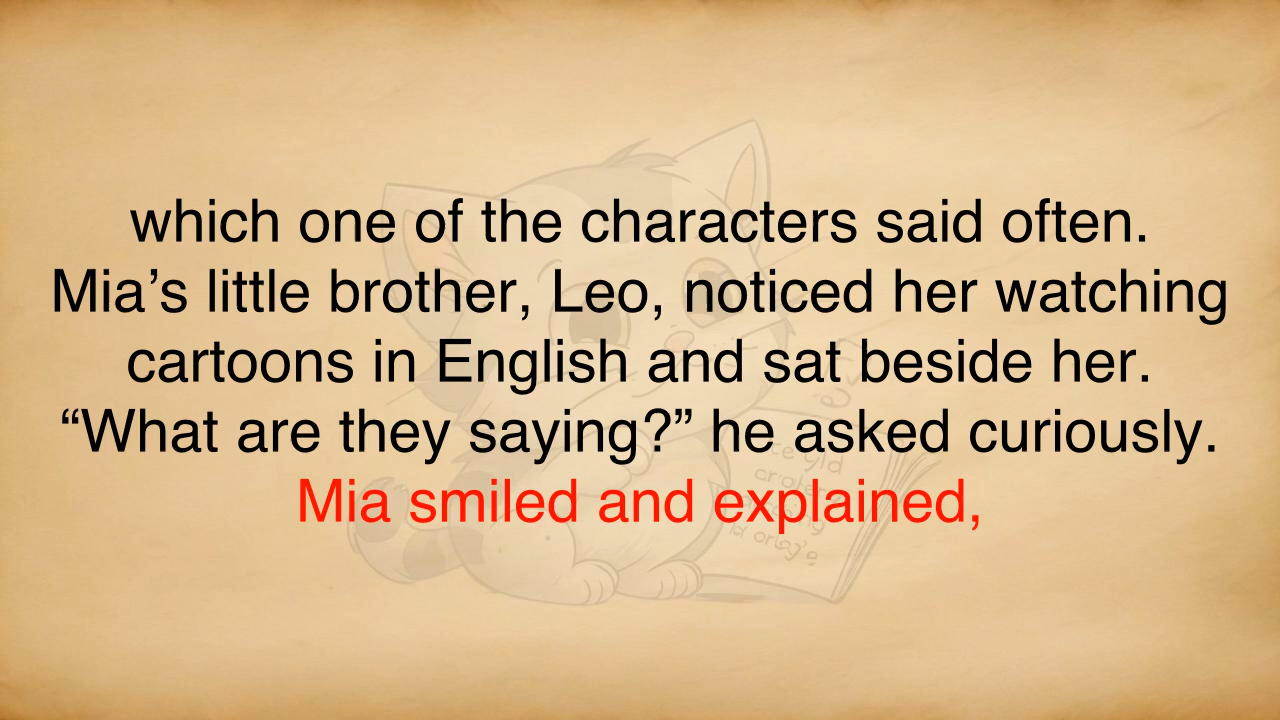 which one of the characters said often.
Mia’s little brother, Leo, noticed her watching
cartoons in English and sat beside her.
“What are they saying?” he asked curiously.
Mia smiled and explained,